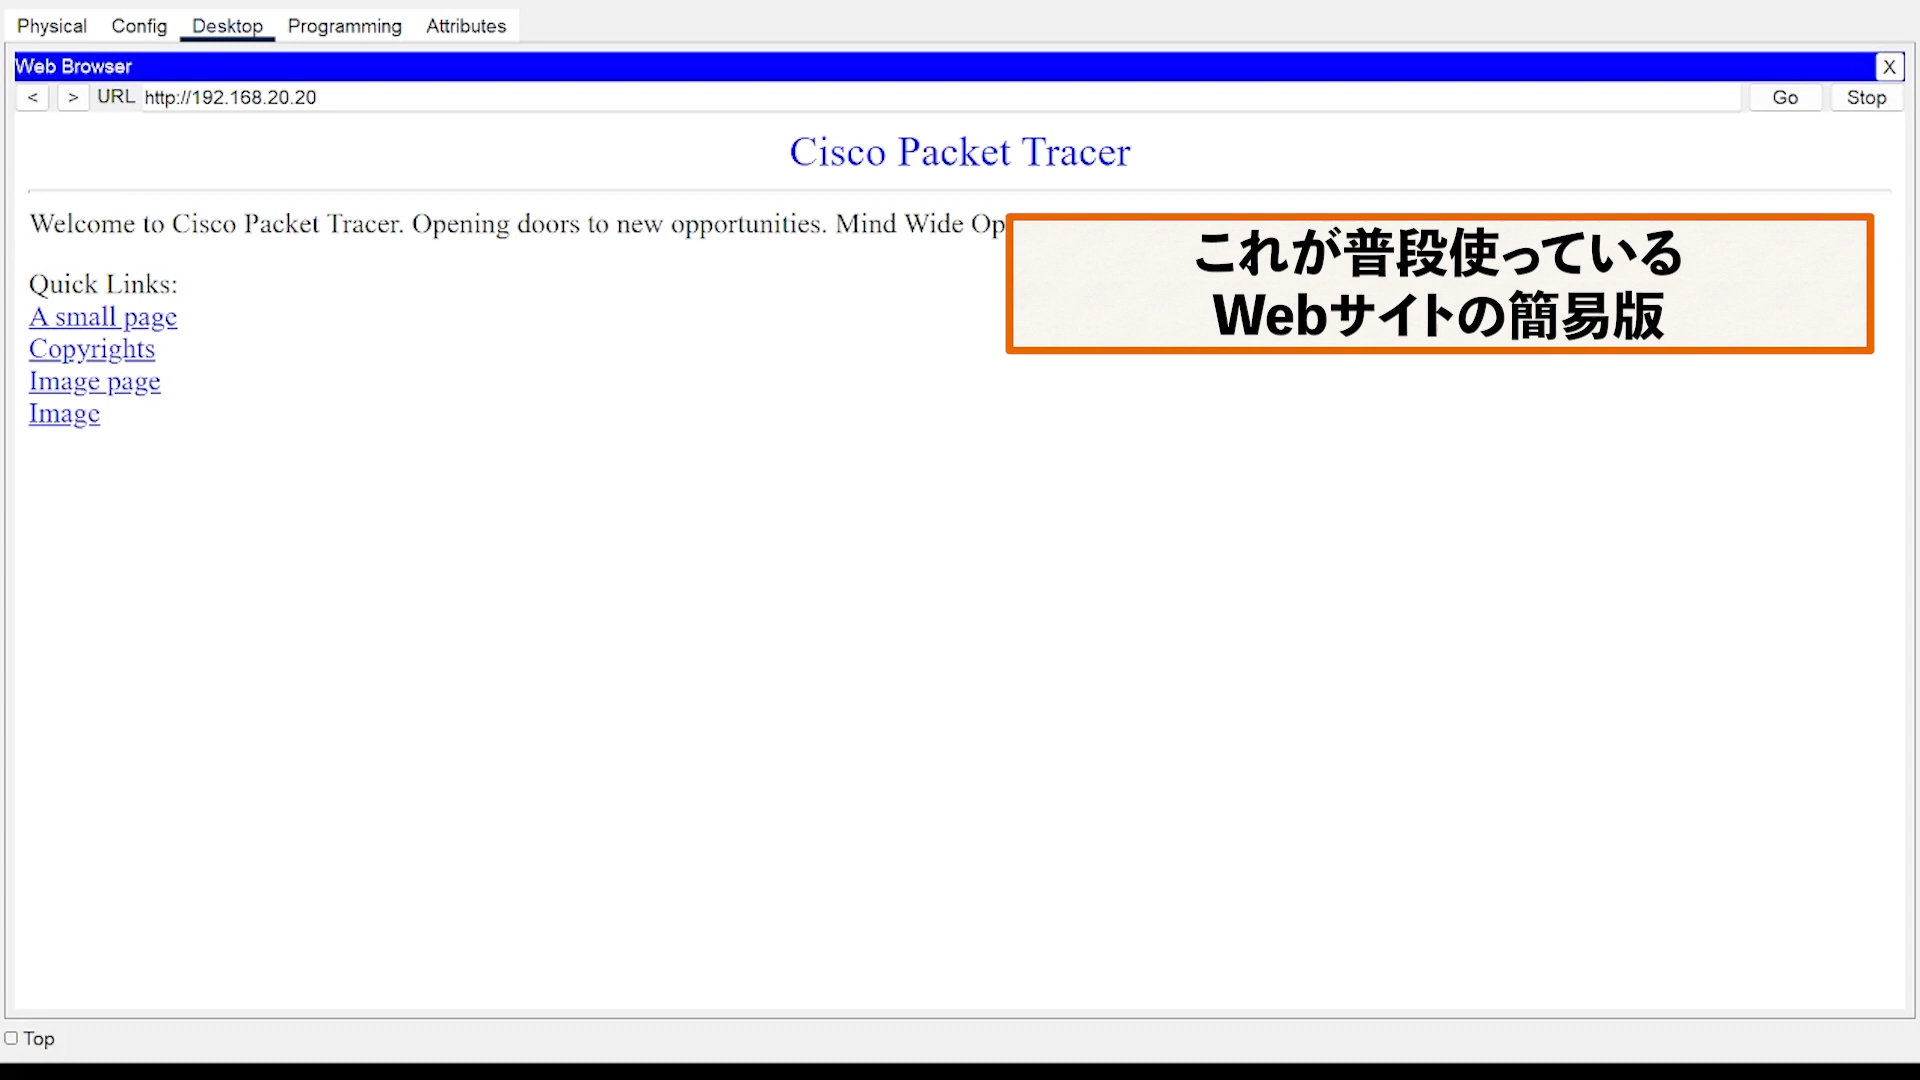 Physical Config Desktop Programming Attributes
Web Browser X
< > URL http://192.168.20.20 Go Stop
Cisco Packet Tracer
Welcome to Cisco Packet Tracer. Opening doors to new opportunities. Mind Wide Op
これが普段使っている
Webサイトの簡易版
Quick Links:
A small page
Copyrights
Image page
Image
Top